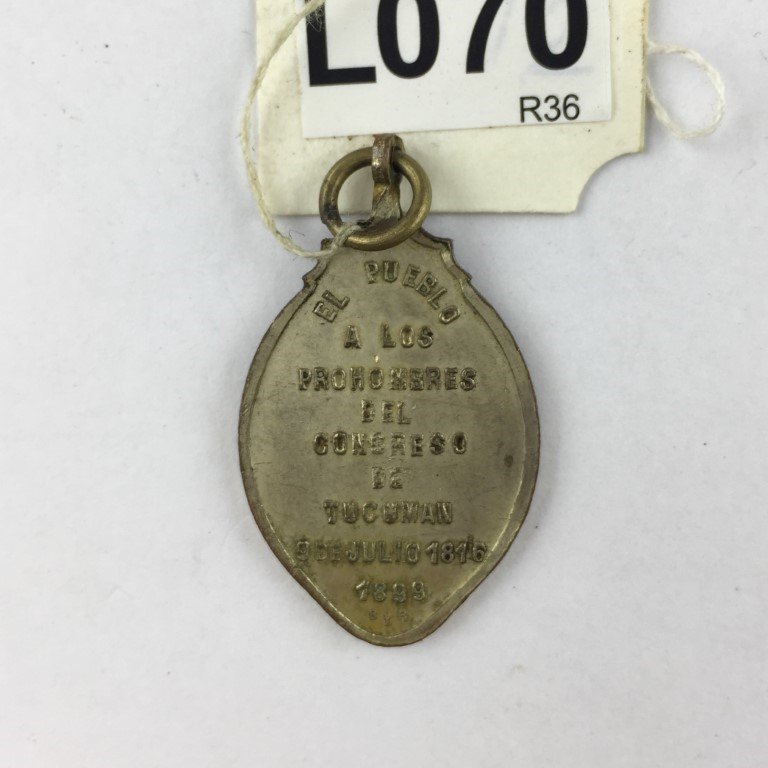 L070
R36
EL PUEBLO
A LOS
PROHOMBRES
DEL
CONGRESO
DE
TUCUMAN
9 DE JULIO 1816
1899